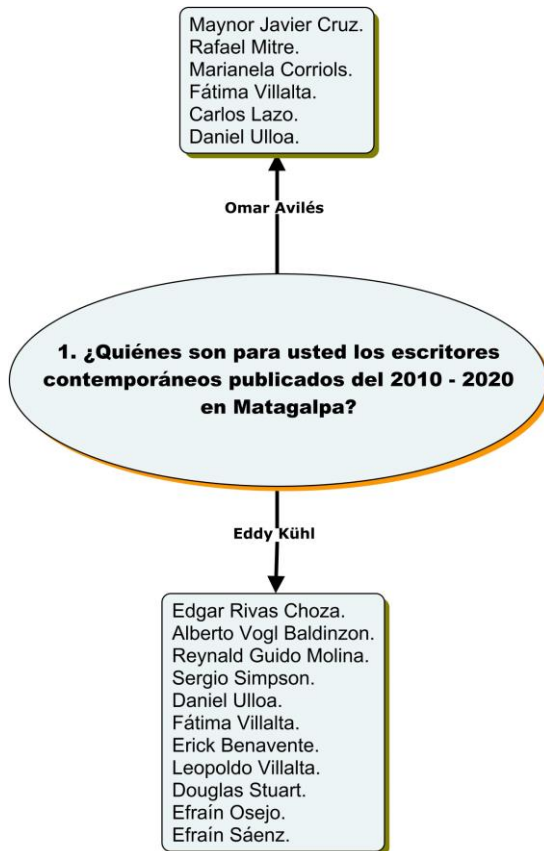 Maynor Javier Cruz.
Rafael Mitre.
Marianela Corriols.
Fátima Villalta.
Carlos Lazo.
Daniel Ulloa.
Omar Avilés
1. ¿Quiénes son para usted los escritores
contemporáneos publicados del 2010 - 2020
en Matagalpa?
Eddy Kühl
Edgar Rivas Choza.
Alberto Vogl Baldinzon.
Reynald Guido Molina.
Sergio Simpson.
Daniel Ulloa.
Fátima Villalta.
Erick Benavente.
Leopoldo Villalta.
Douglas Stuart.
Efraín Osejo.
Efraín Sáenz.